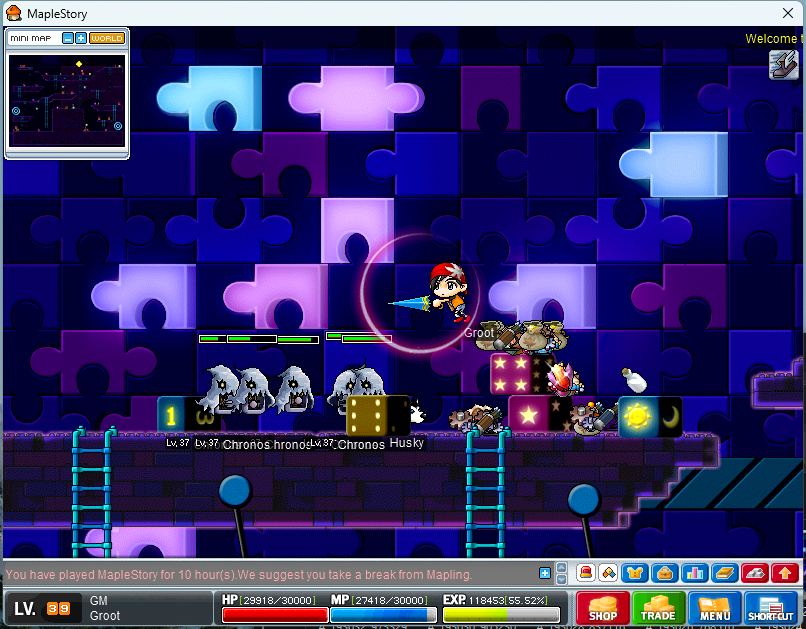 MapleStory
MINI MAP
WORLD
Welcome t
Groot
1
Lv. 37 Lv. 37 Chronos hronos Lv. 37 Chronos Husky
You have played MapleStory for 10 hour(s).We suggest you take a break from Mapling.
LV. 39
GM
Groot
HP[29918/30000] MP[27418/30000] EXP 118453[55.52%]
SHOP TRADE MENU SHORTCUT